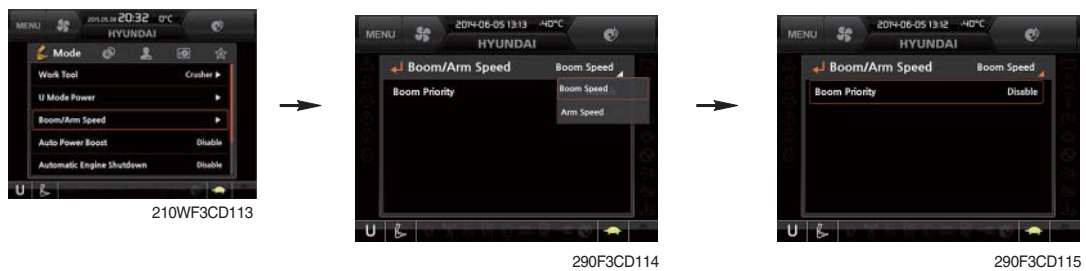 MENU 2015.05.01 20:32 0°C
HYUNDAI
Mode
Work Tool Crusher
U Mode Power
Boom/Arm Speed
Auto Power Boost Disable
Automatic Engine Shutdown Disable
U
210WF3CD113
MENU 2014-06-05 13:13 -40°C
HYUNDAI
Boom/Arm Speed Boom Speed
Boom Priority Boom Speed
Arm Speed
U
290F3CD114
MENU 2014-06-05 13:12 -40°C
HYUNDAI
Boom/Arm Speed Boom Speed
Boom Priority Disable
U
290F3CD115